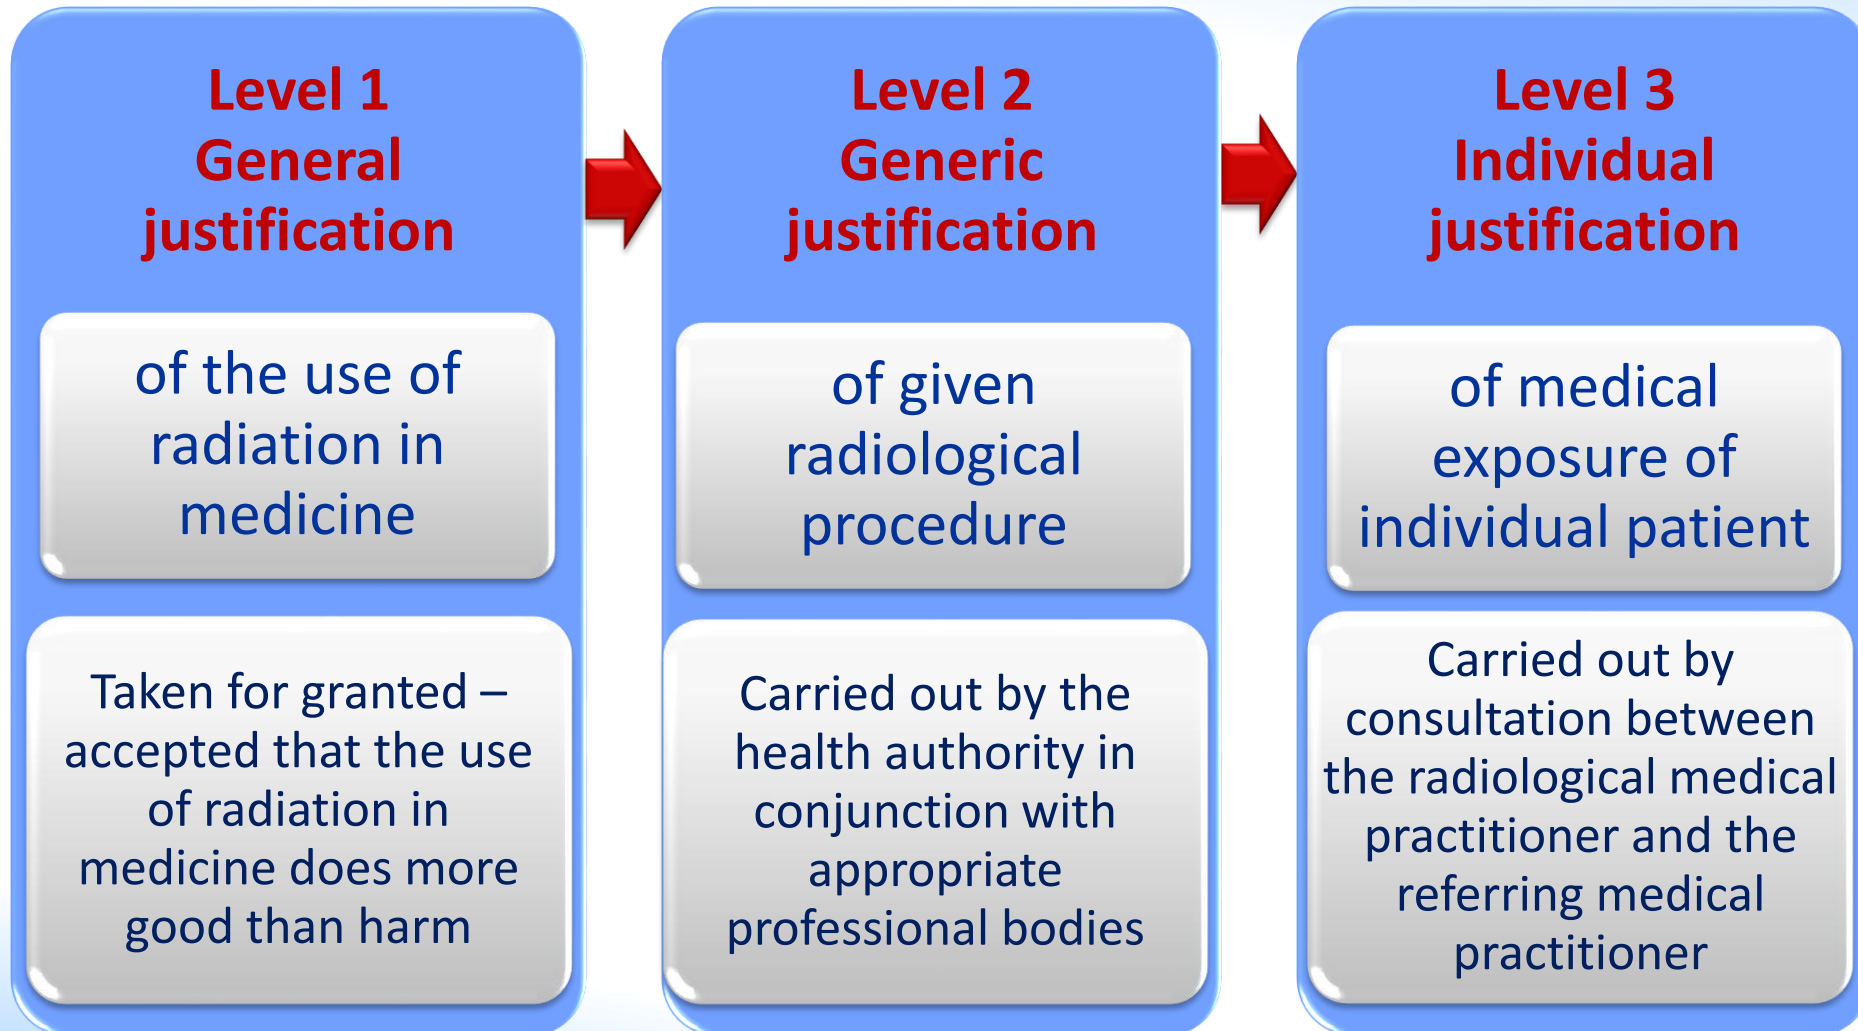 Level 1
General
justification
of the use of
radiation in
medicine
Taken for granted –
accepted that the use
of radiation in
medicine does more
good than harm
Level 2
Generic
justification
of given
radiological
procedure
Carried out by the
health authority in
conjunction with
appropriate
professional bodies
Level 3
Individual
justification
of medical
exposure of
individual patient
Carried out by
consultation between
the radiological medical
practitioner and the
referring medical
practitioner